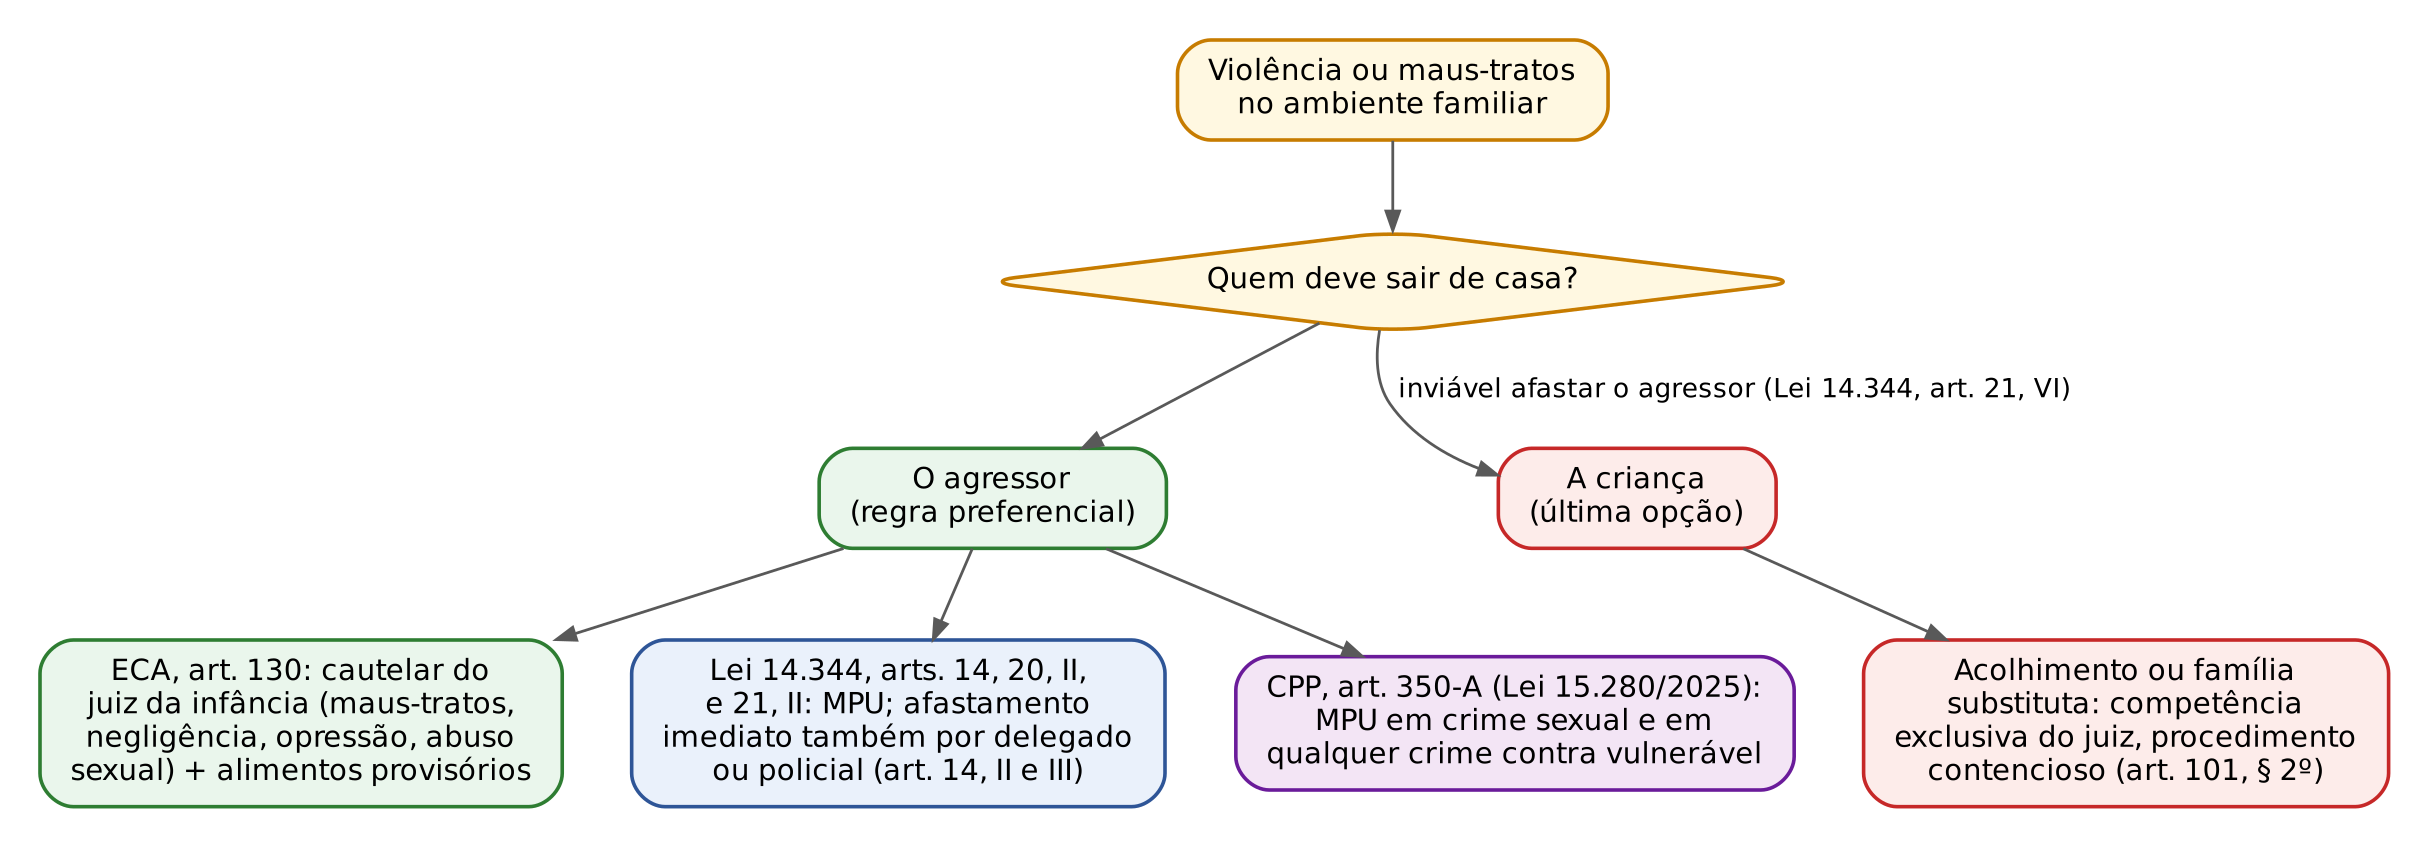 Violência ou maus-tratos
no ambiente familiar
Quem deve sair de casa?
inviável afastar o agressor (Lei 14.344, art. 21, VI)
O agressor
(regra preferencial)
A criança
(última opção)
ECA, art. 130: cautelar do
juiz da infância (maus-tratos,
negligência, opressão, abuso
sexual) + alimentos provisórios
Lei 14.344, arts. 14, 20, II,
e 21, II: MPU; afastamento
imediato também por delegado
ou policial (art. 14, II e III)
CPP, art. 350-A (Lei 15.280/2025):
MPU em crime sexual e em
qualquer crime contra vulnerável
Acolhimento ou família
substituta: competência
exclusiva do juiz, procedimento
contencioso (art. 101, § 2º)